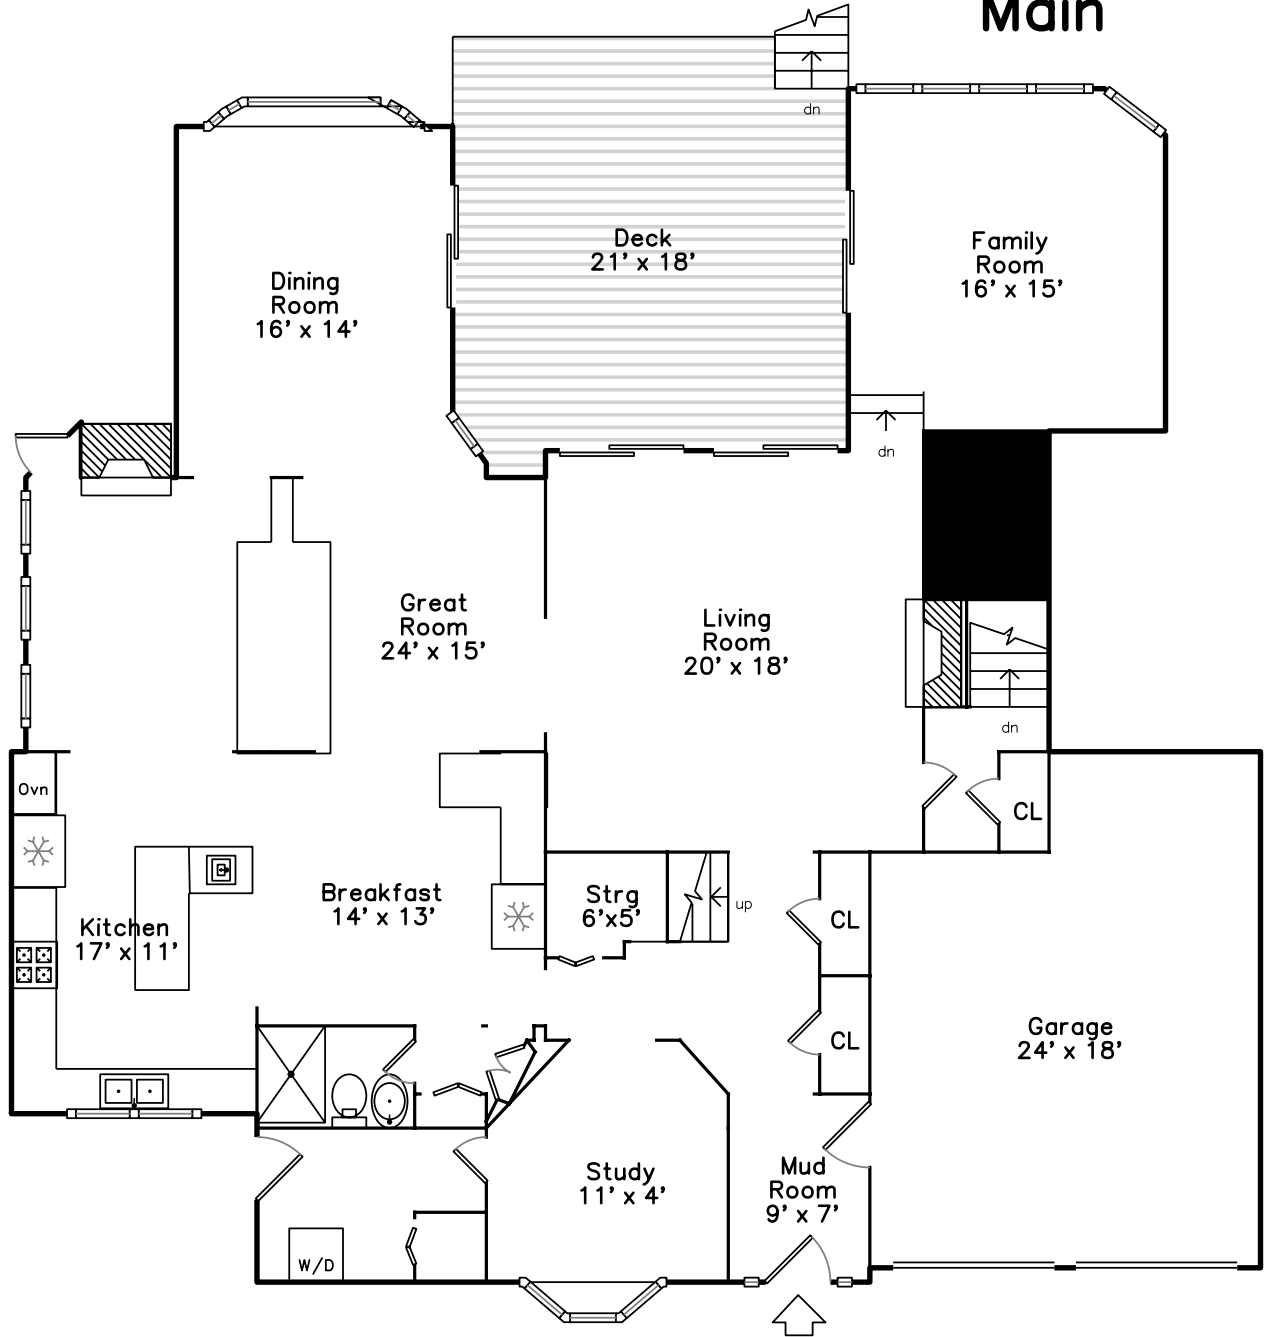 Main
dn
Deck
21' x 18'
Family
Room
16' x 15'
Dining
Room
16' x 14'
dn
Great
Room
24' x 15'
Living
Room
20' x 18'
dn
Ovn
CL
Breakfast
14' x 13'
Strg
6'x5'
up
CL
Kitchen
17' x 11'
Garage
24' x 18'
CL
Study
11' x 4'
Mud
Room
9' x 7'
W/D